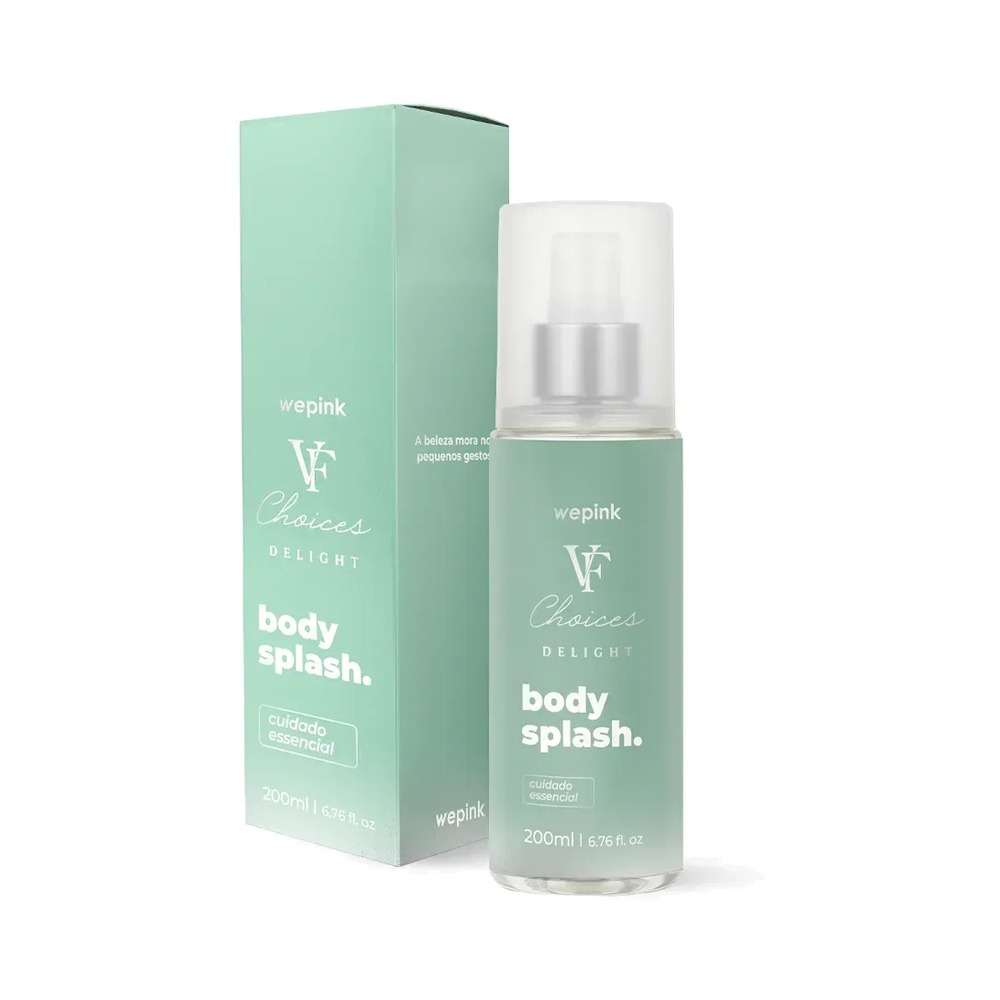 wepink
VF
Choices
DELIGHT
body
splash.
cuidado
essencial
200ml | 6.76 fl. oz
A beleza mora
pequenos gestos
wepink
wepink
VF
Choices
DELIGHT
body
splash.
cuidado
essencial
200ml | 6.76 fl. oz